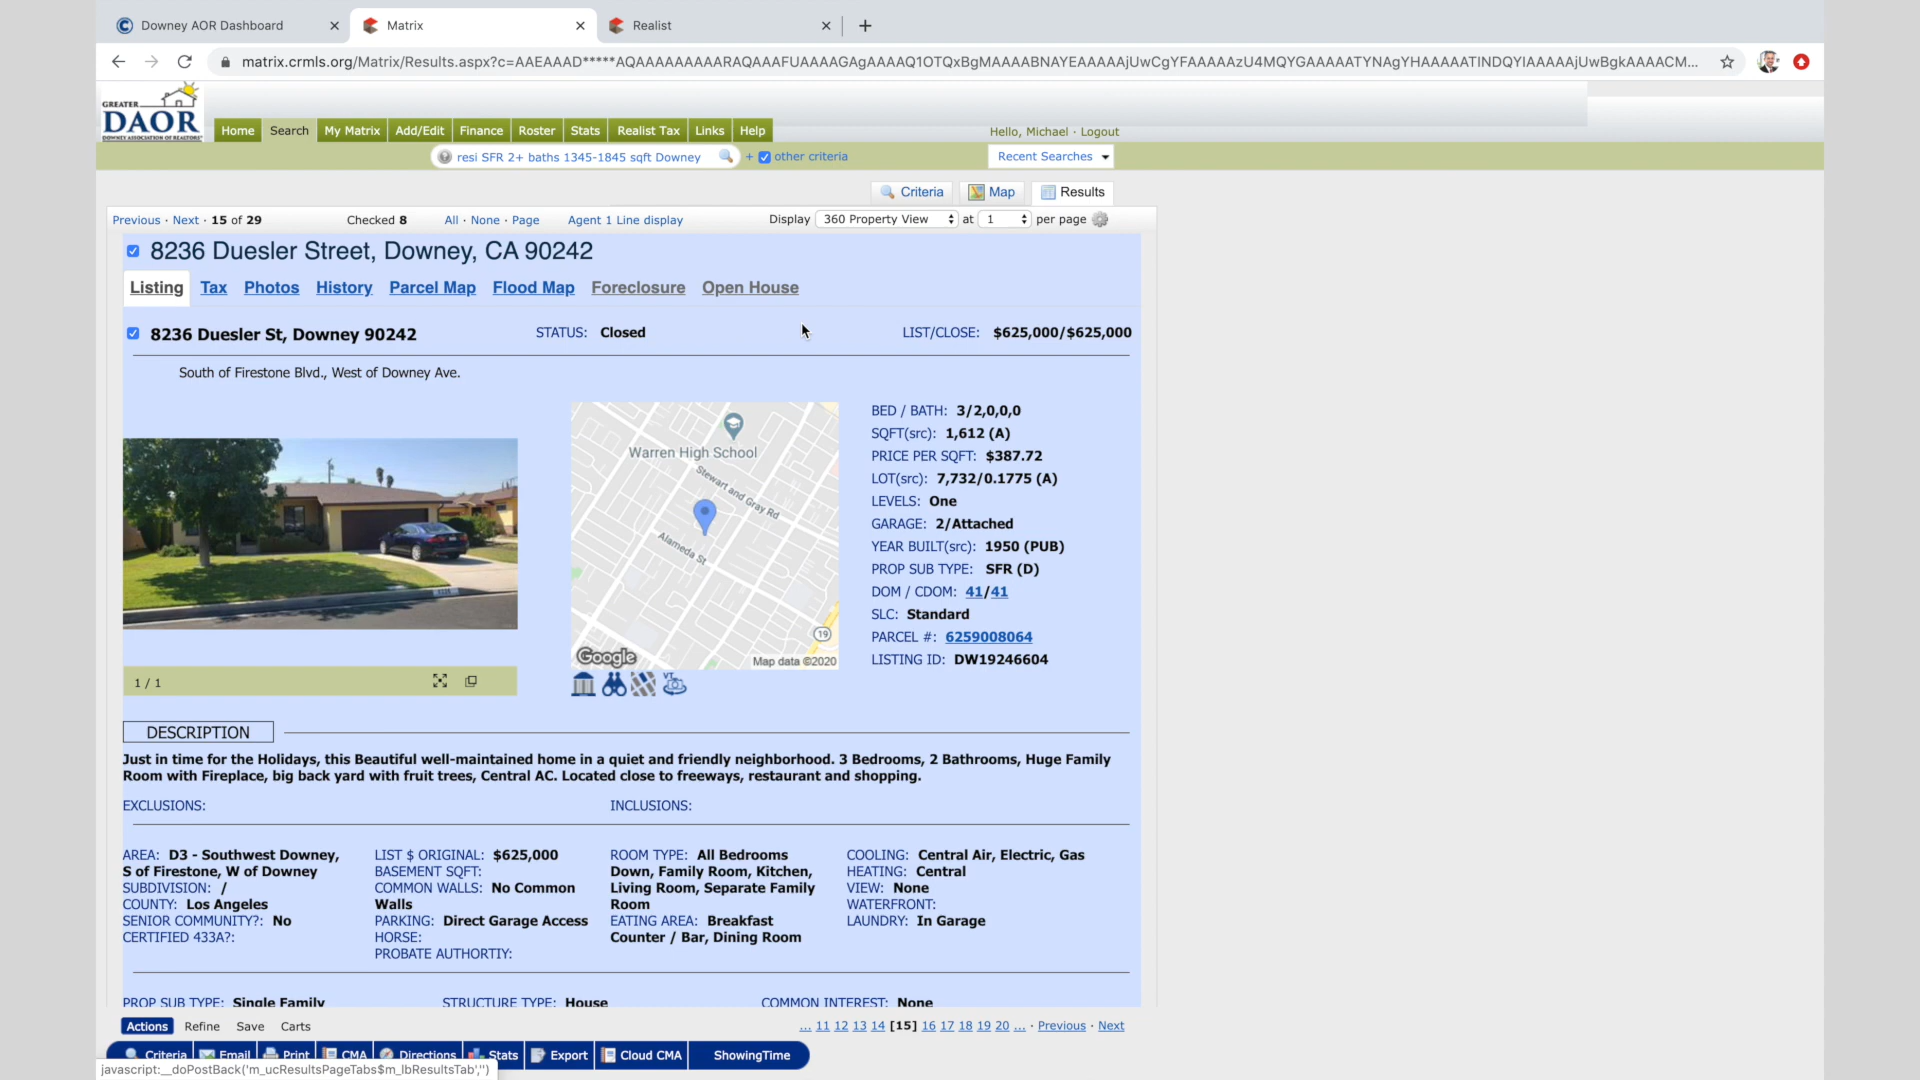 Downey AOR Dashboard
Matrix
Realist
matrix.crmls.org/Matrix/Results.aspx?c=AAEAAAD*****AQAAAAAAAAARAQAAAFUAAAAGAgAAAAQ1OTQxBgMAAAABNAYEAAAAAjUwCgYFAAAAAzU4MQYGAAAAATYNAgYHAAAAATINDQYIAAAAAjUwBgkAAAACM...
GREATER
DAOR
DOWNEY ASSOCIATION OF REALTORS
Home Search My Matrix Add/Edit Finance Roster Stats Realist Tax Links Help
Hello, Michael · Logout
resi SFR 2+ baths 1345-1845 sqft Downey + other criteria
Recent Searches
Criteria Map Results
Previous · Next · 15 of 29 Checked 8 All · None · Page Agent 1 Line display Display 360 Property View at 1 per page
8236 Duesler Street, Downey, CA 90242
Listing Tax Photos History Parcel Map Flood Map Foreclosure Open House
8236 Duesler St, Downey 90242 STATUS: Closed LIST/CLOSE: $625,000/$625,000
South of Firestone Blvd., West of Downey Ave.
Warren High School
Stewart and Gray Rd
Alameda St
19
Google
Map data ©2020
VT
1 / 1
BED / BATH: 3/2,0,0,0
SQFT(src): 1,612 (A)
PRICE PER SQFT: $387.72
LOT(src): 7,732/0.1775 (A)
LEVELS: One
GARAGE: 2/Attached
YEAR BUILT(src): 1950 (PUB)
PROP SUB TYPE: SFR (D)
DOM / CDOM: 41/41
SLC: Standard
PARCEL #: 6259008064
LISTING ID: DW19246604
DESCRIPTION
Just in time for the Holidays, this Beautiful well-maintained home in a quiet and friendly neighborhood. 3 Bedrooms, 2 Bathrooms, Huge Family
Room with Fireplace, big back yard with fruit trees, Central AC. Located close to freeways, restaurant and shopping.
EXCLUSIONS: INCLUSIONS:
AREA: D3 - Southwest Downey,
S of Firestone, W of Downey
SUBDIVISION: /
COUNTY: Los Angeles
SENIOR COMMUNITY?: No
CERTIFIED 433A?:
LIST $ ORIGINAL: $625,000
BASEMENT SQFT:
COMMON WALLS: No Common
Walls
PARKING: Direct Garage Access
HORSE:
PROBATE AUTHORTIY:
ROOM TYPE: All Bedrooms
Down, Family Room, Kitchen,
Living Room, Separate Family
Room
EATING AREA: Breakfast
Counter / Bar, Dining Room
COOLING: Central Air, Electric, Gas
HEATING: Central
VIEW: None
WATERFRONT:
LAUNDRY: In Garage
PROP SUB TYPE: Single Family STRUCTURE TYPE: House COMMON INTEREST: None
Actions Refine Save Carts
... 11 12 13 14 [15] 16 17 18 19 20 ... · Previous · Next
Criteria Email Print CMA Directions Stats Export Cloud CMA ShowingTime
javascript:__doPostBack('m_ucResultsPageTabs$m_lbResultsTab','')